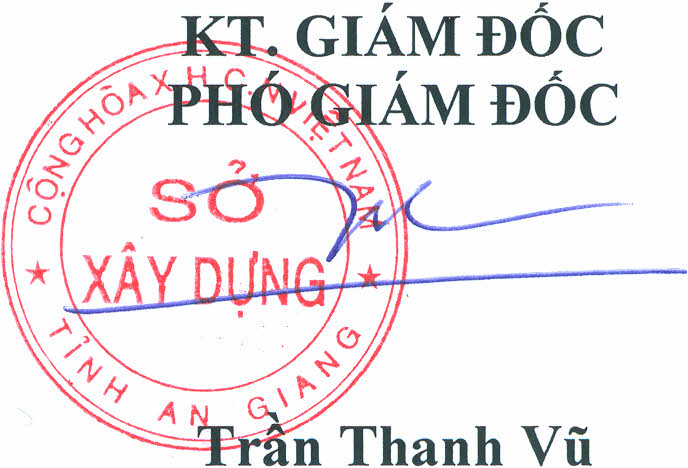 KT. GIÁM ĐỐC
PHÓ GIÁM ĐỐC
CỘNG HÒA X.H.C.N VIỆT NAM
SỞ
XÂY DỰNG
★ TỈNH AN GIANG ★
Trần Thanh Vũ